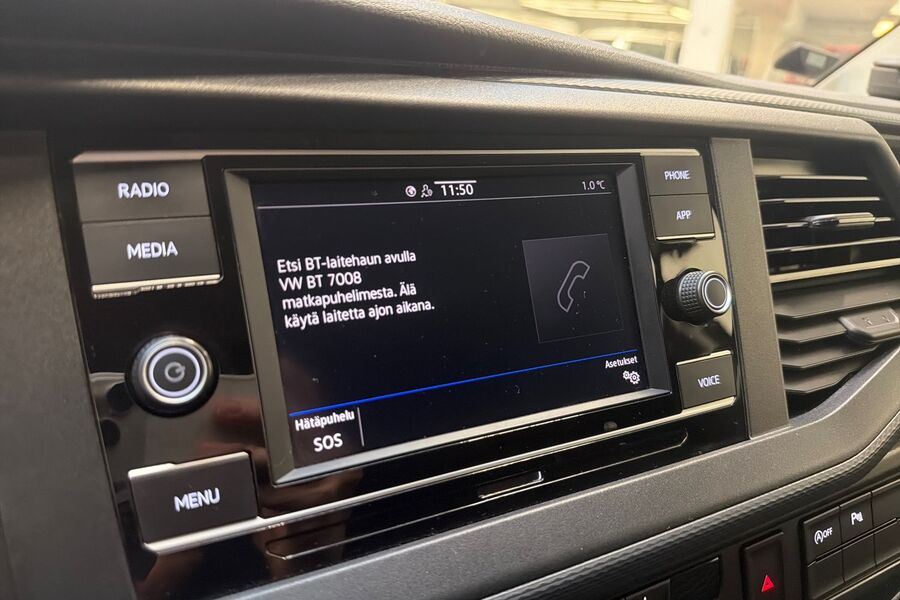 RADIO
MEDIA
MENU
11:50
1.0°C
Etsi BT-laitehaun avulla
VW BT 7008
matkapuhelimesta. Älä
käytä laitetta ajon aikana.
Asetukset
Hätäpuhelu
SOS
PHONE
APP
VOICE
A OFF
P